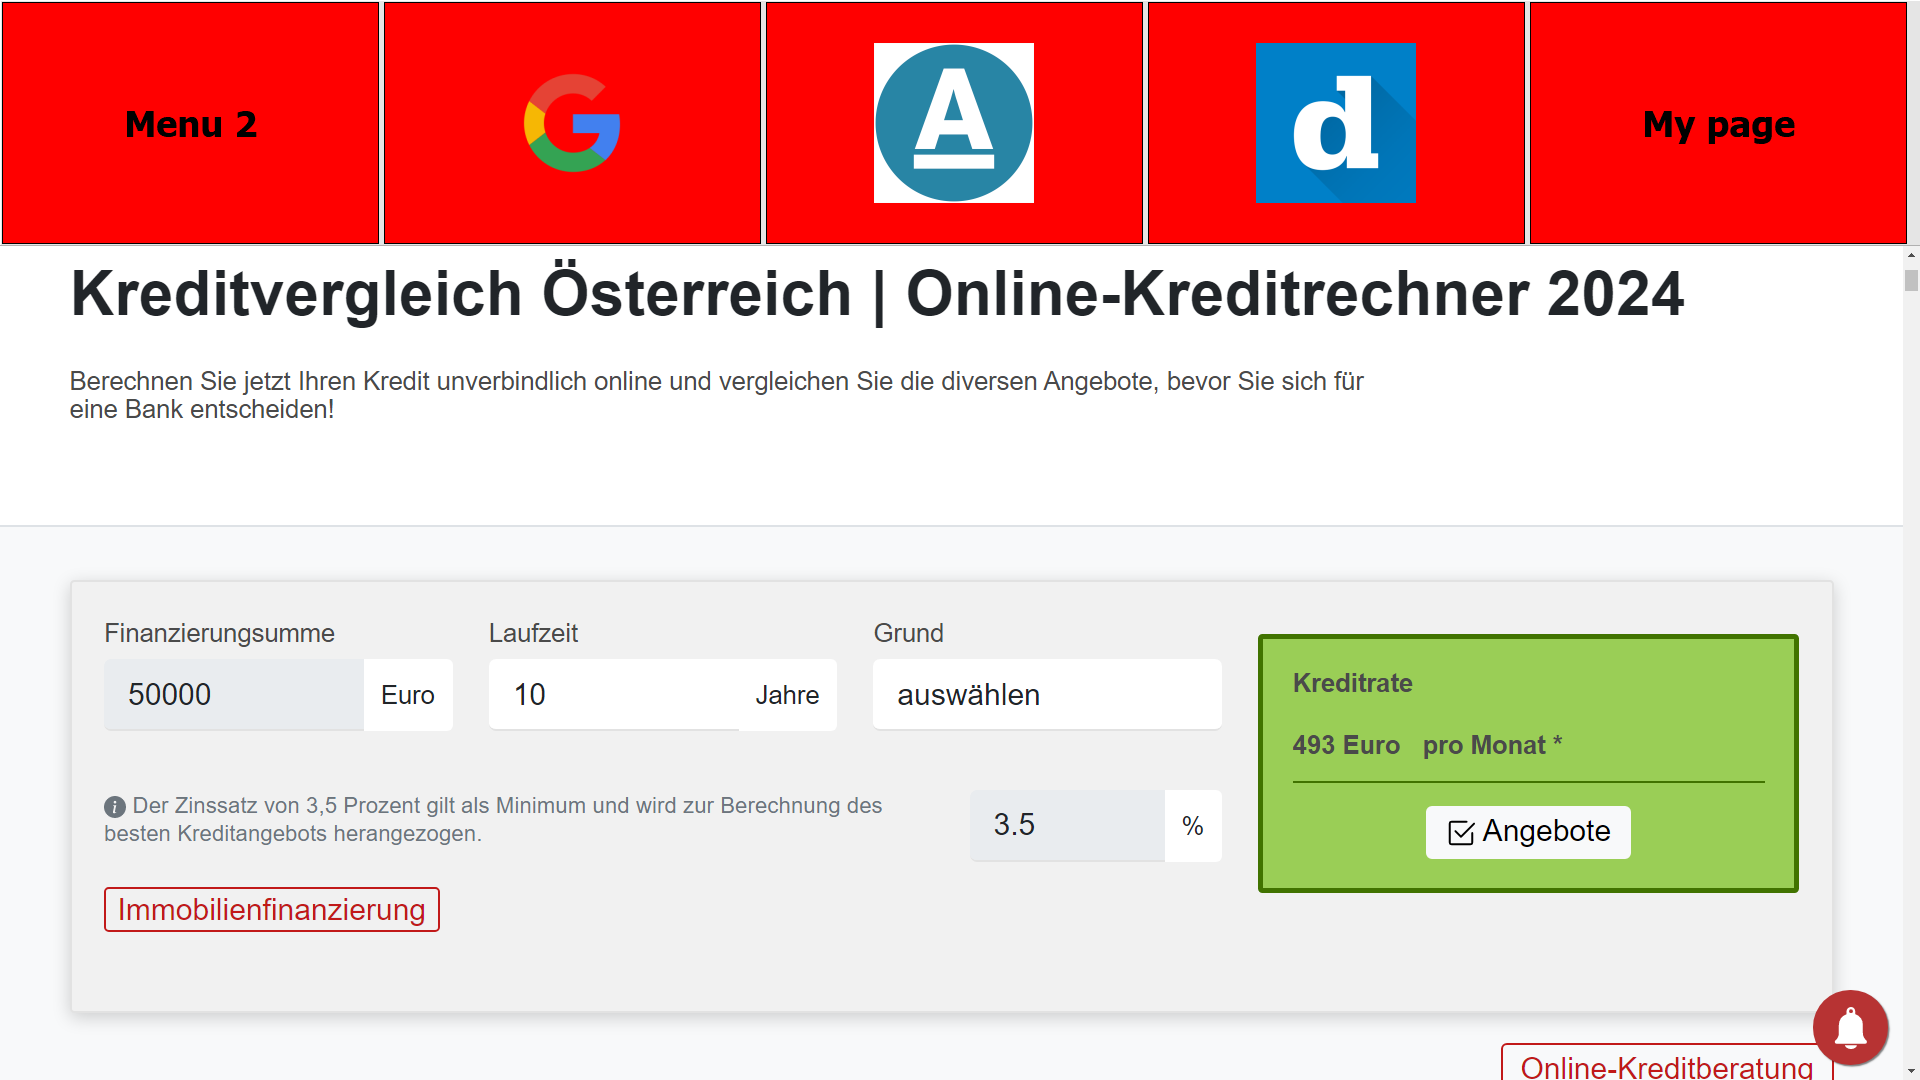 Menu 2
G
A
d
My page
Kreditvergleich Österreich | Online-Kreditrechner 2024
Berechnen Sie jetzt Ihren Kredit unverbindlich online und vergleichen Sie die diversen Angebote, bevor Sie sich für
eine Bank entscheiden!
Finanzierungsumme
Laufzeit
Grund
50000 Euro
10 Jahre
auswählen
Kreditrate
493 Euro pro Monat *
Angebote
Der Zinssatz von 3,5 Prozent gilt als Minimum und wird zur Berechnung des
besten Kreditangebots herangezogen.
3.5 %
Immobilienfinanzierung
Online-Kreditberatung